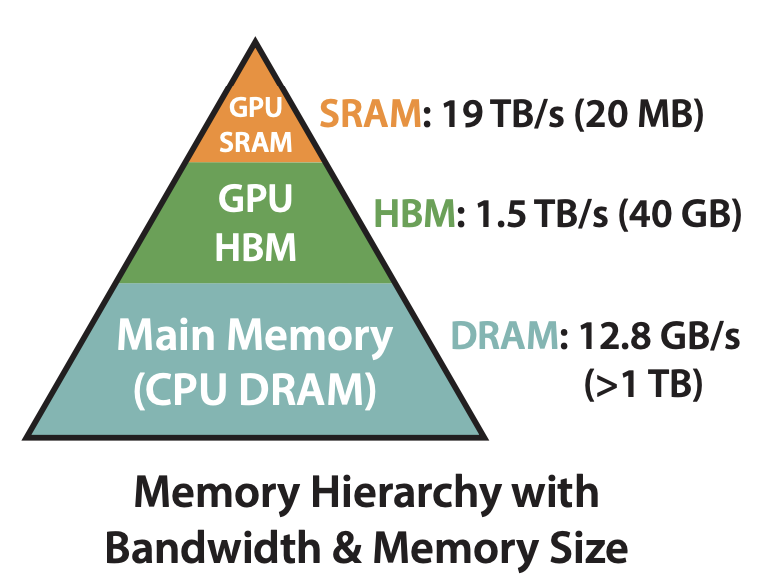 GPU
SRAM
SRAM: 19 TB/s (20 MB)
GPU
HBM
HBM: 1.5 TB/s (40 GB)
Main Memory
(CPU DRAM)
DRAM: 12.8 GB/s
(>1 TB)
Memory Hierarchy with
Bandwidth & Memory Size